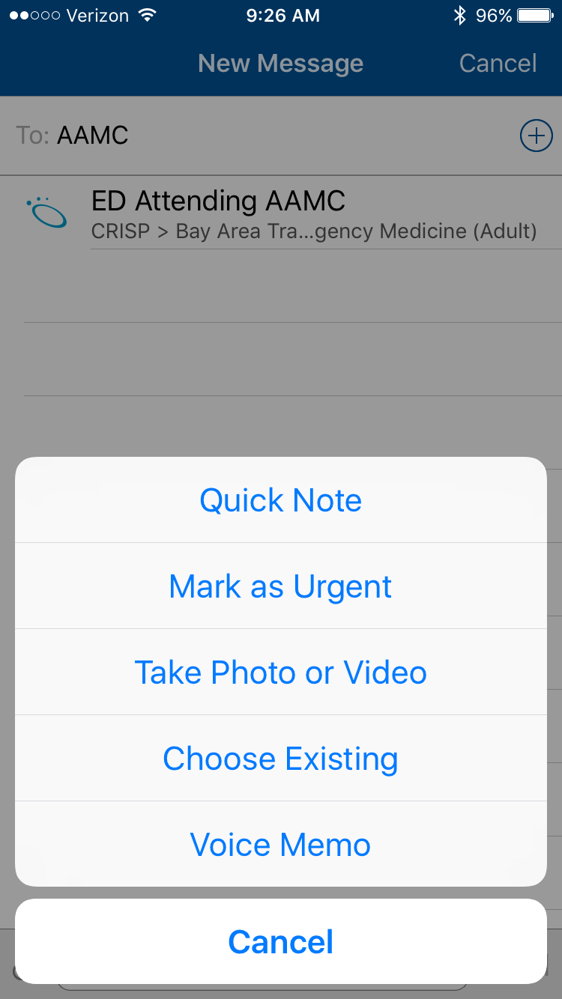 Verizon 9:26 AM 96%
New Message Cancel
To: AAMC
ED Attending AAMC
CRISP > Bay Area Tra...gency Medicine (Adult)
Quick Note
Mark as Urgent
Take Photo or Video
Choose Existing
Voice Memo
Cancel